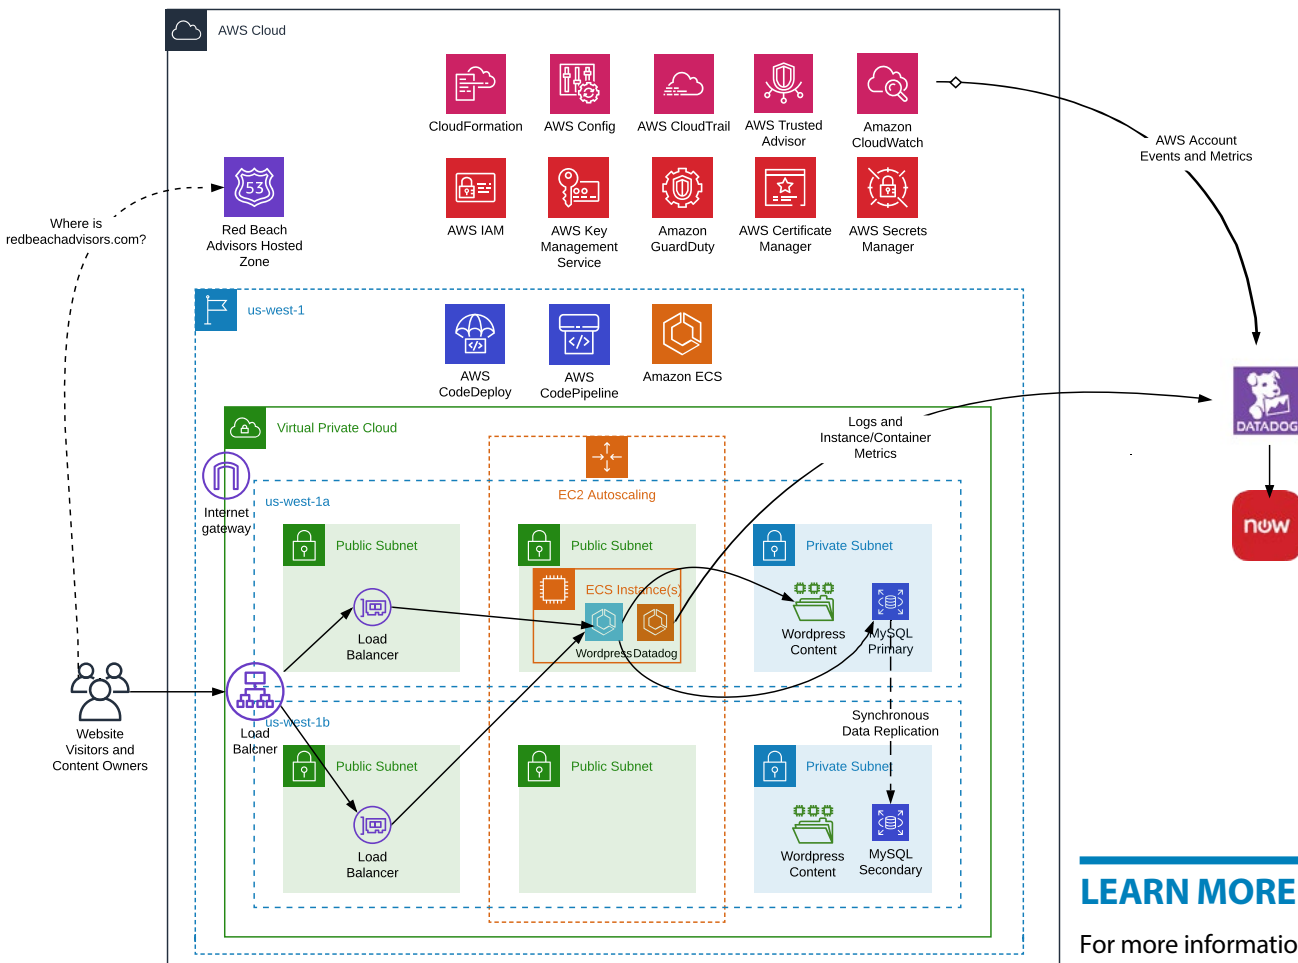 AWS Cloud
CloudFormation
AWS Config
AWS CloudTrail
AWS Trusted
Advisor
Amazon
CloudWatch
AWS Account
Events and Metrics
53
Red Beach
Advisors Hosted
Zone
AWS IAM
AWS Key
Management
Service
Amazon
GuardDuty
AWS Certificate
Manager
AWS Secrets
Manager
Where is
redbeachadvisors.com?
us-west-1
AWS
CodeDeploy
AWS
CodePipeline
Amazon ECS
DATADOG
Virtual Private Cloud
Logs and
Instance/Container
Metrics
EC2 Autoscaling
Internet
gateway
us-west-1a
now
Public Subnet
Public Subnet
Private Subnet
ECS Instance(s)
Load
Balancer
Wordpress
Datadog
Wordpress
Content
MySQL
Primary
Website
Visitors and
Content Owners
Load
Balcner
us-west-1b
Synchronous
Data Replication
Public Subnet
Public Subnet
Private Subnet
Load
Balancer
Wordpress
Content
MySQL
Secondary
LEARN MORE
For more informatio